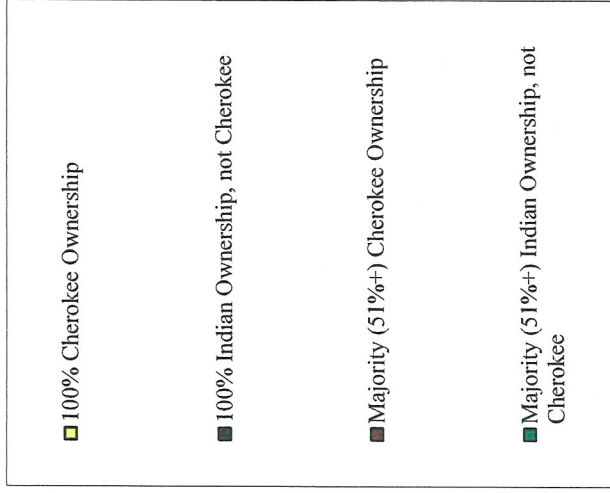 100% Cherokee Ownership
100% Indian Ownership, not Cherokee
Majority (51%+) Cherokee Ownership
Majority (51%+) Indian Ownership, not
Cherokee